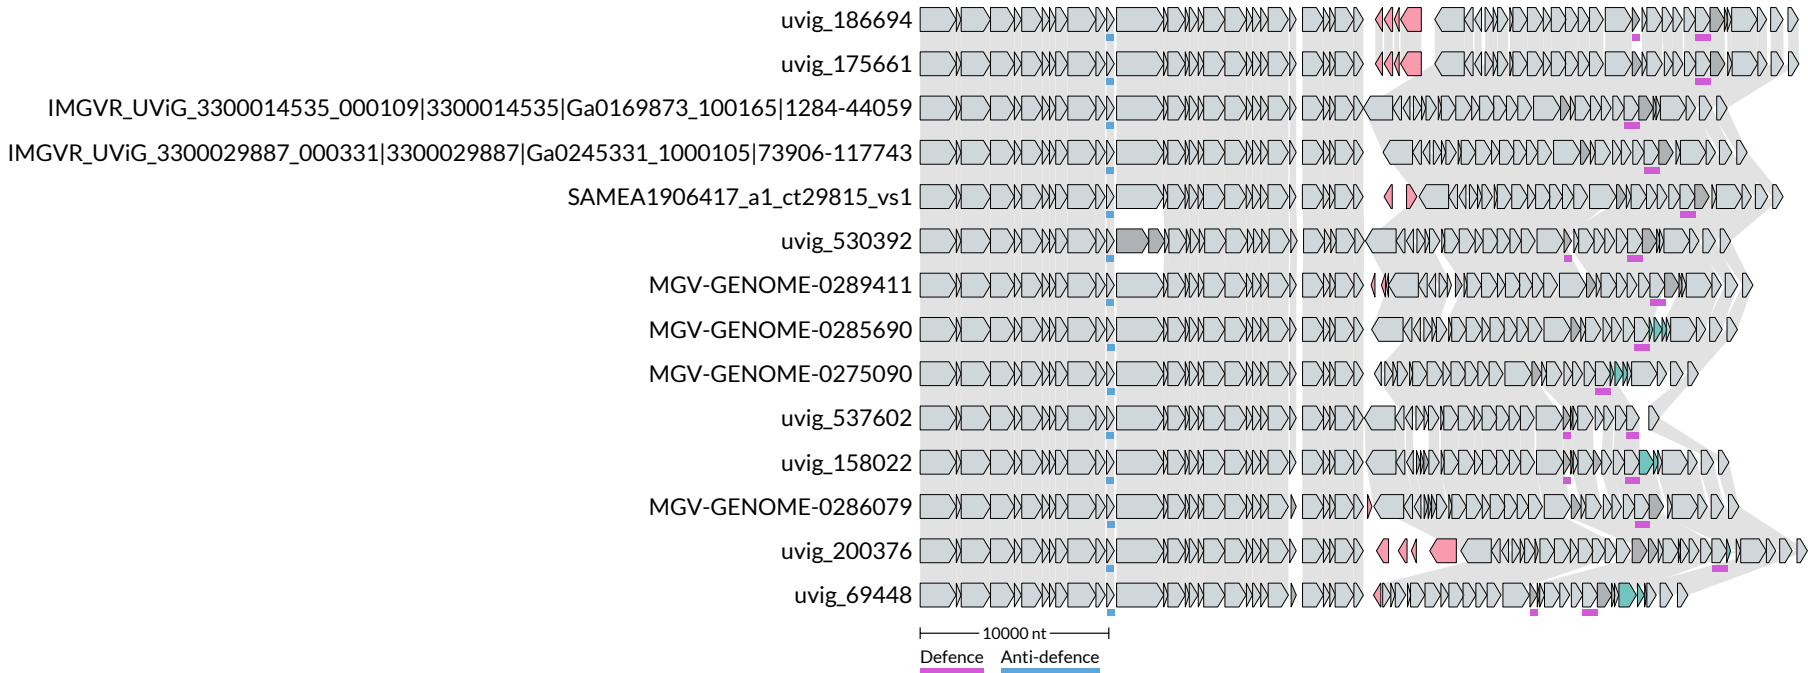 uvig_186694
uvig_175661
IMGVR_UViG_3300014535_000109|3300014535|Ga0169873_100165|1284-44059
IMGVR_UViG_3300029887_000331|3300029887|Ga0245331_1000105|73906-117743
SAMEA1906417_a1_ct29815_vs1
uvig_530392
MGV-GENOME-0289411
MGV-GENOME-0285690
MGV-GENOME-0275090
uvig_537602
uvig_158022
MGV-GENOME-0286079
uvig_200376
uvig_69448
10000 nt
Defence Anti-defence